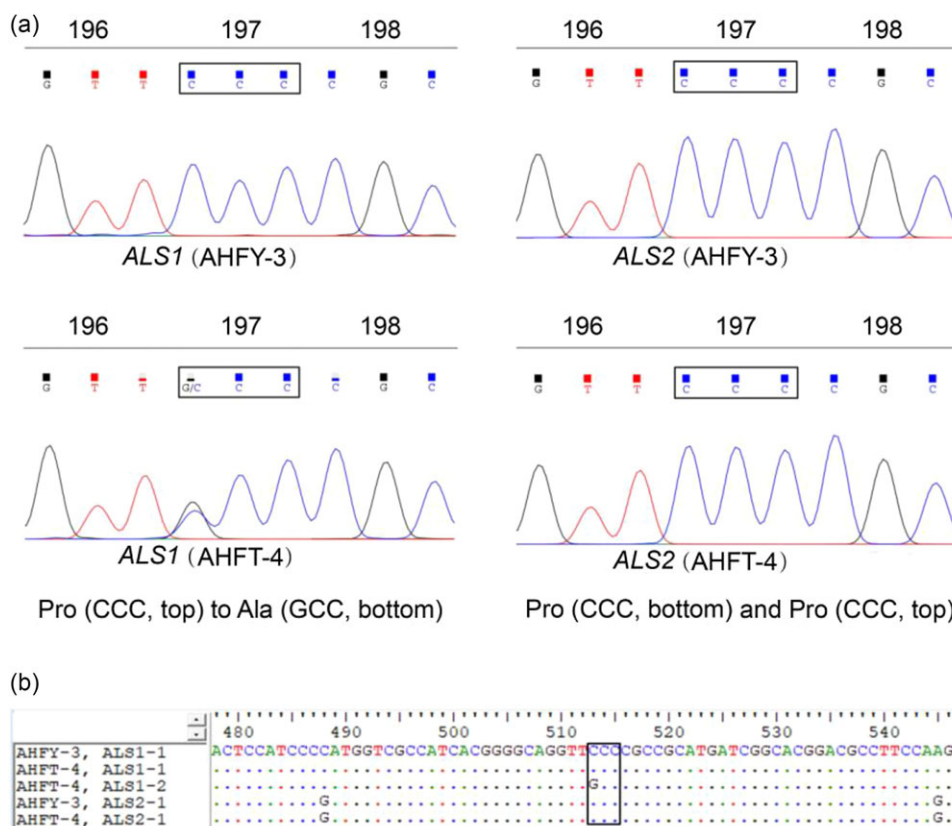 (a)
196 197 198 196 197 198
G T T C C C C G C G T T C C C C G C
ALS1 (AHFY-3) ALS2 (AHFY-3)
196 197 198 196 197 198
G T T G/C C C C G C G T T C C C C G C
ALS1 (AHFT-4) ALS2 (AHFT-4)
Pro (CCC, top) to Ala (GCC, bottom) Pro (CCC, bottom) and Pro (CCC, top)
(b)
480 490 500 510 520 530 540
AHFY-3, ALS1-1 ACTCCATCCCCATGGTCGCCATCACGGGGCAGGTTCCCCGCCGCATGATCGGCACGGACGCCTTCCAAG
AHFT-4, ALS1-1
AHFT-4, ALS1-2 G
AHFY-3, ALS2-1 G G
AHFT-4, ALS2-1 G G